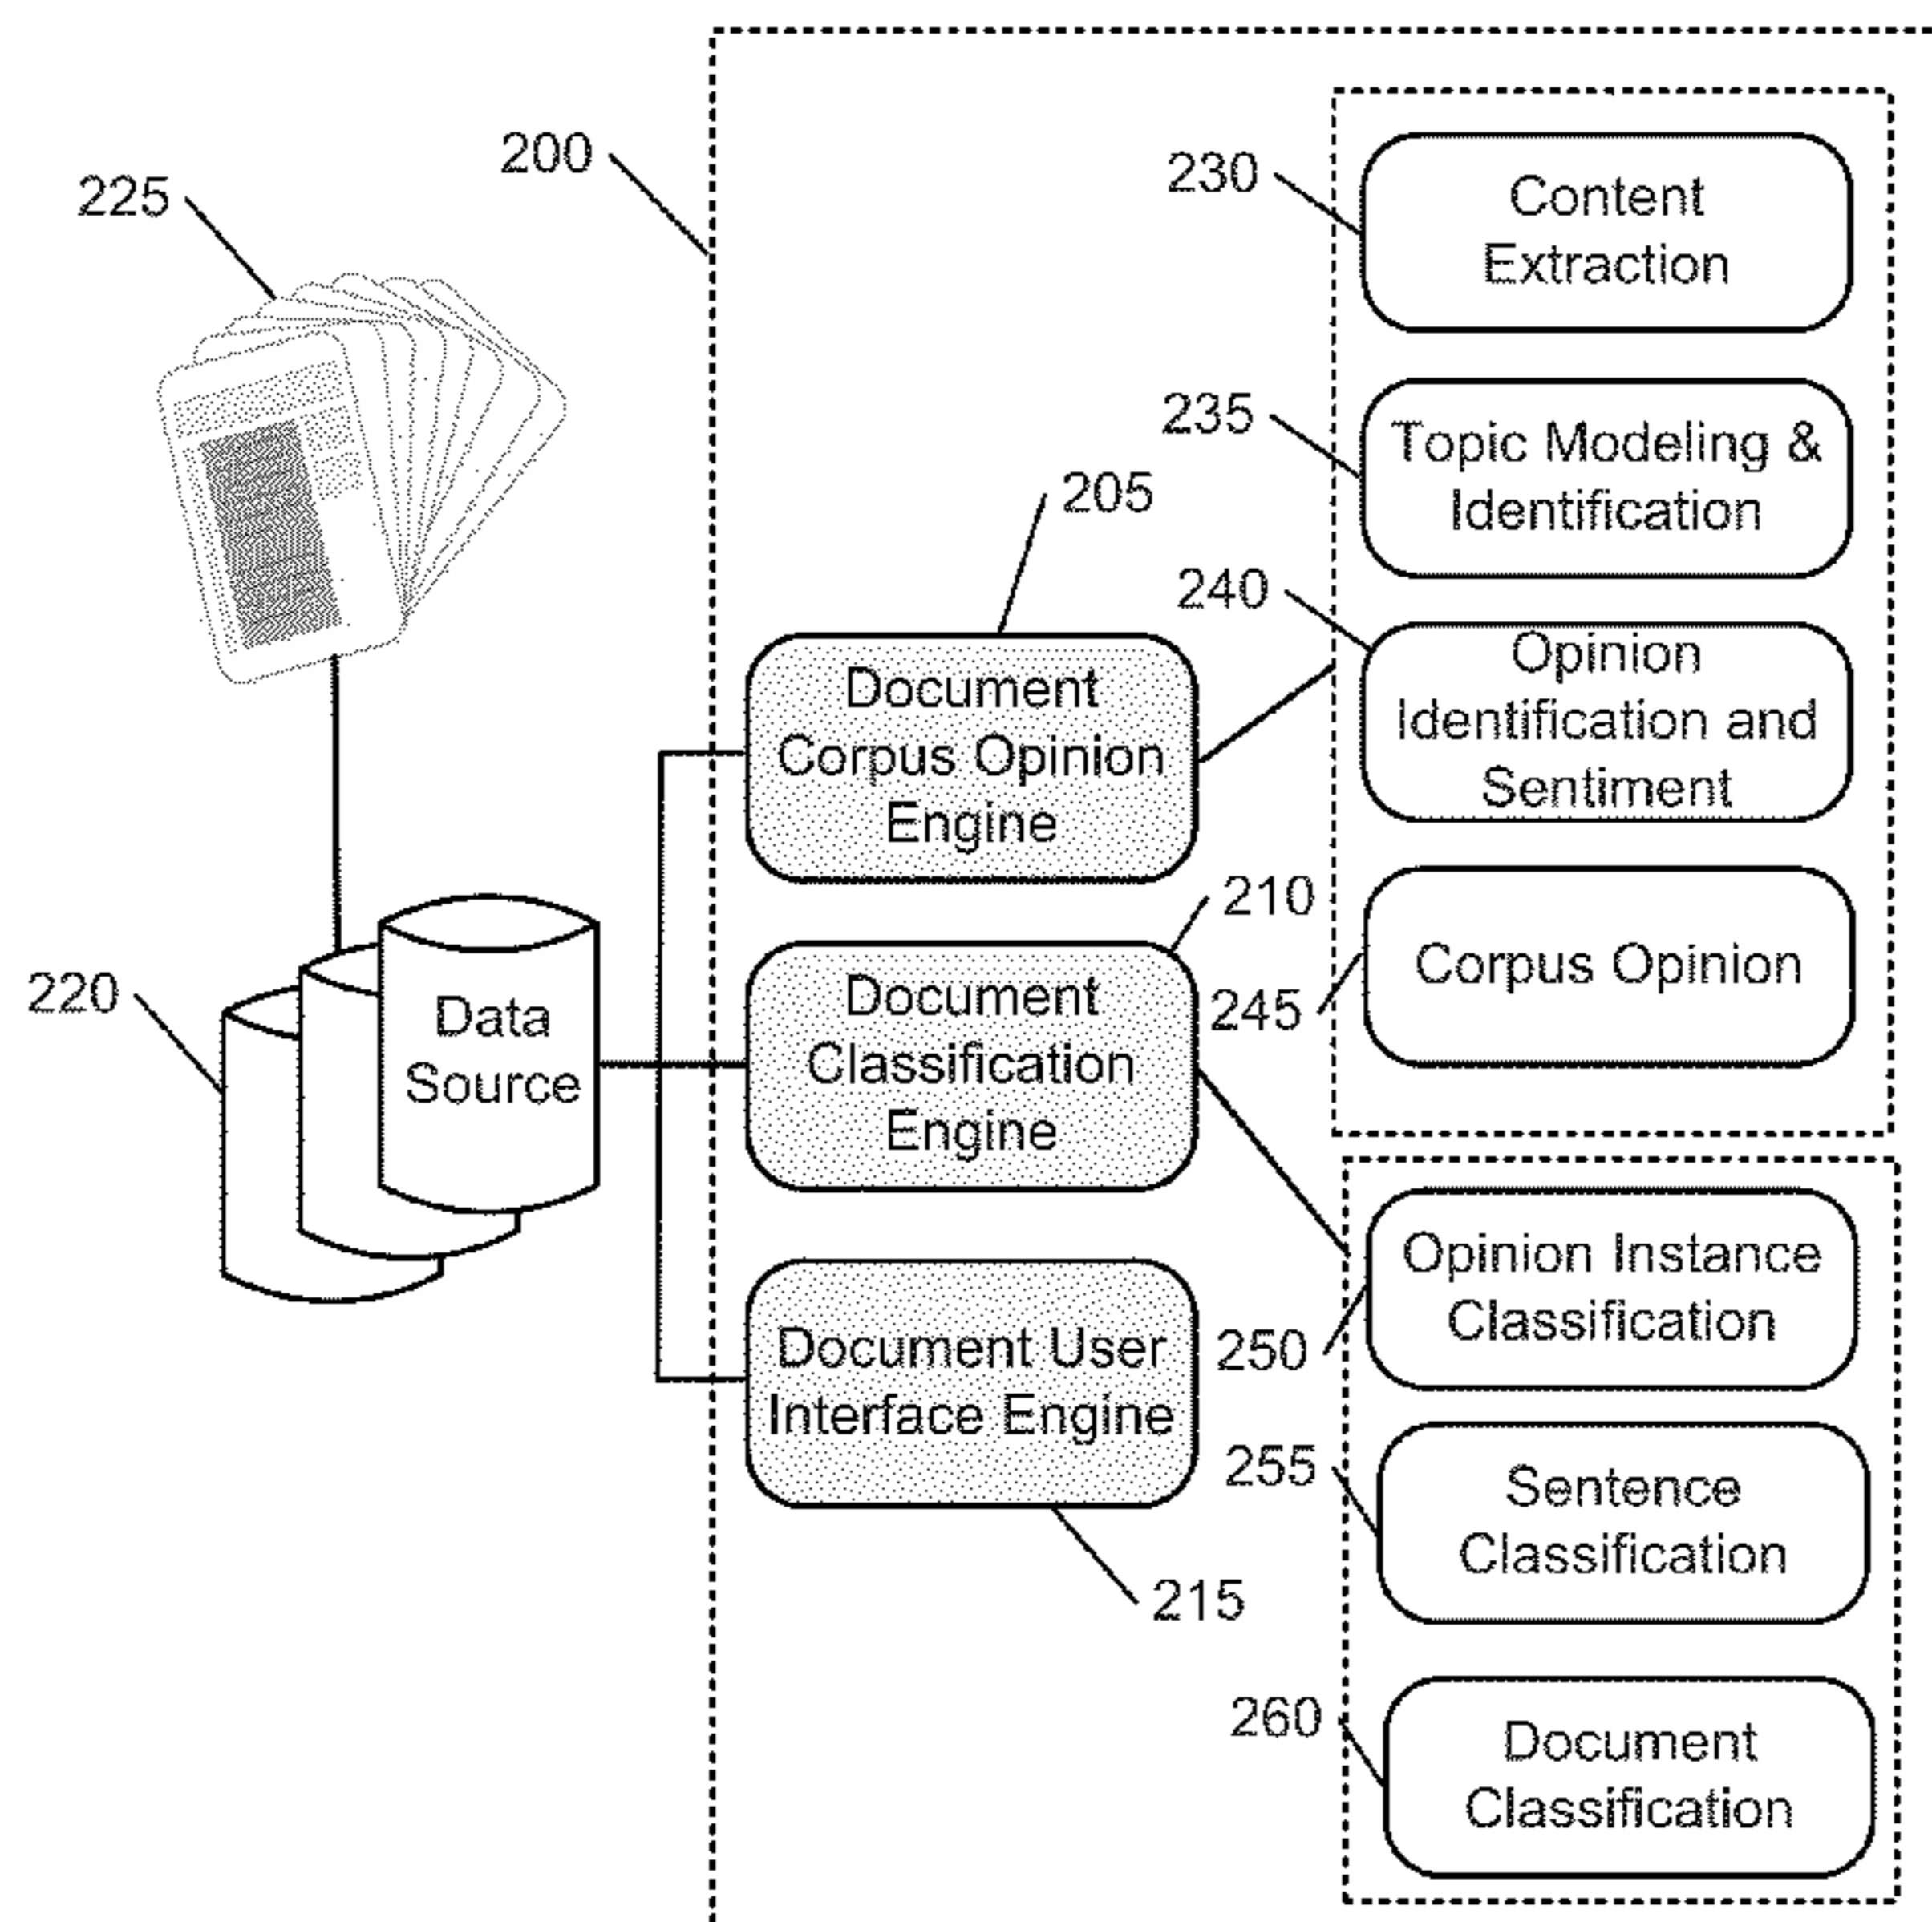 200
230
Content
Extraction
225
235
Topic Modeling &
Identification
205
240
Opinion
Identification and
Sentiment
Document
Corpus Opinion
Engine
210
245
Corpus Opinion
220
Data
Source
Document
Classification
Engine
250
Opinion Instance
Classification
Document User
Interface Engine
255
Sentence
Classification
215
260
Document
Classification